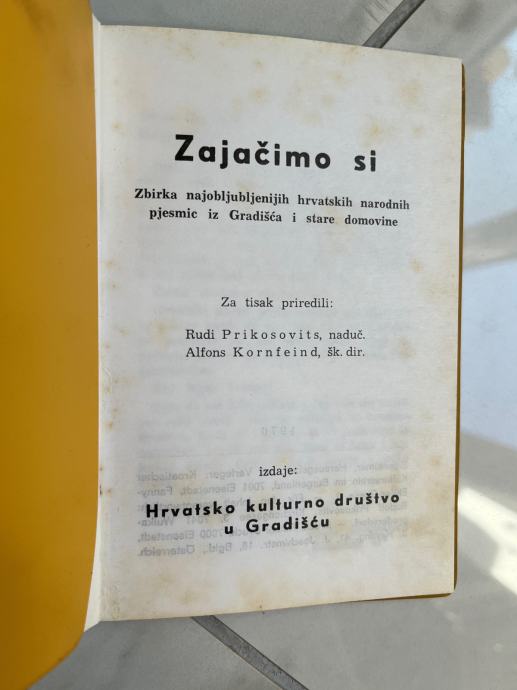 Zajačimo si
Zbirka najobljubljenijih hrvatskih narodnih
pjesmic iz Gradišća i stare domovine
Za tisak priredili:
Rudi Prikosovits, naduč.
Alfons Kornfeind, šk. dir.
izdaje:
Hrvatsko kulturno društvo
u Gradišću